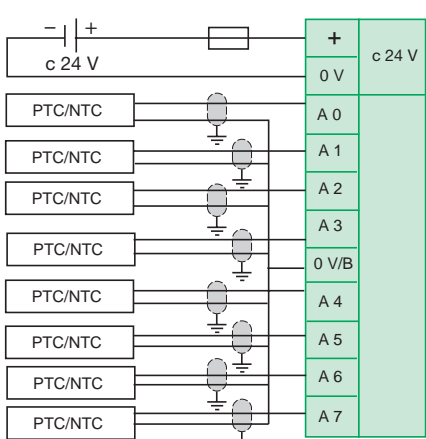 − +
c 24 V
+
c 24 V
0 V
PTC/NTC
A 0
PTC/NTC
A 1
PTC/NTC
A 2
A 3
PTC/NTC
0 V/B
PTC/NTC
A 4
PTC/NTC
A 5
PTC/NTC
A 6
PTC/NTC
A 7